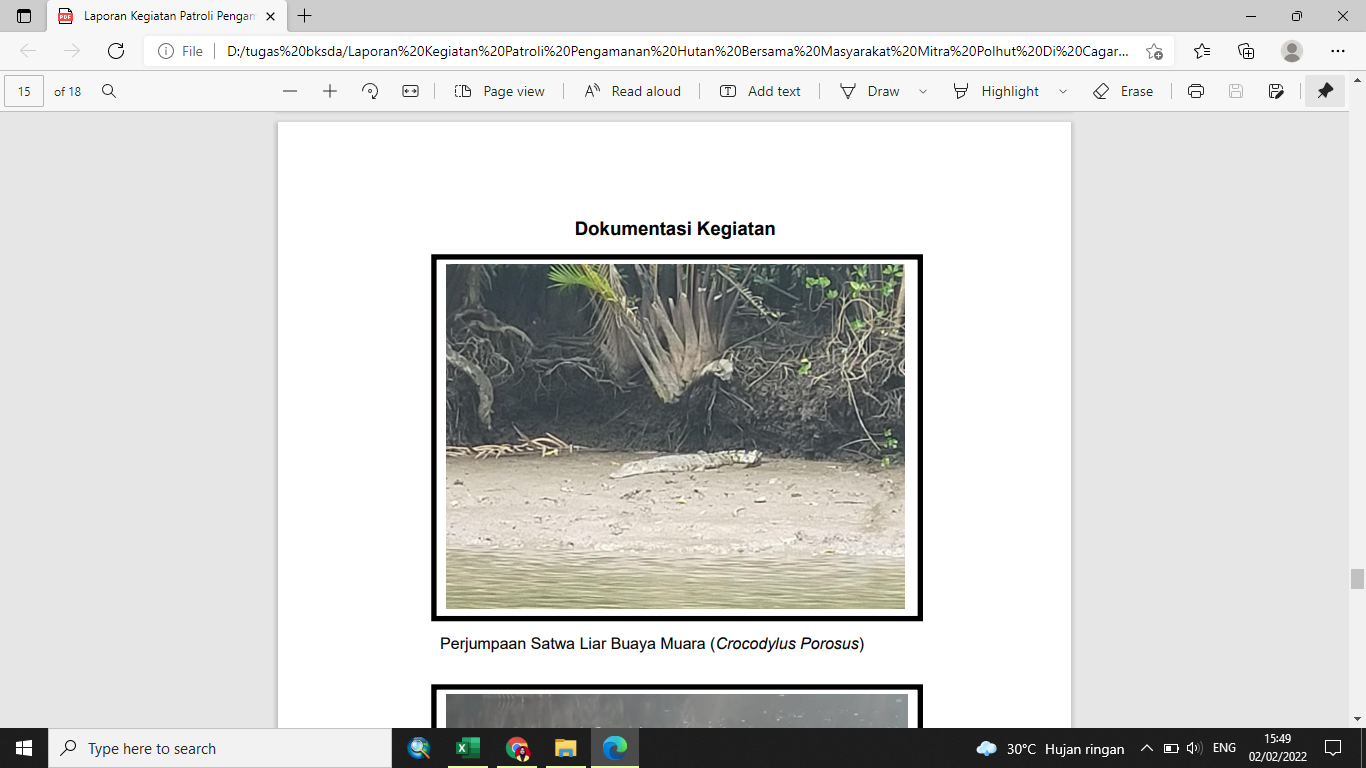 Laporan Kegiatan Patroli Pengam
File
D:/tugas%20bksda/Laporan%20Kegiatan%20Patroli%20Pengamanan%20Hutan%20Bersama%20Masyarakat%20Mitra%20Polhut%20Di%20Cagar...
15 of 18
Page view
Read aloud
Add text
Draw
Highlight
Erase
Dokumentasi Kegiatan
Perjumpaan Satwa Liar Buaya Muara (Crocodylus Porosus)
Type here to search
30°C Hujan ringan
ENG
15:49
02/02/2022